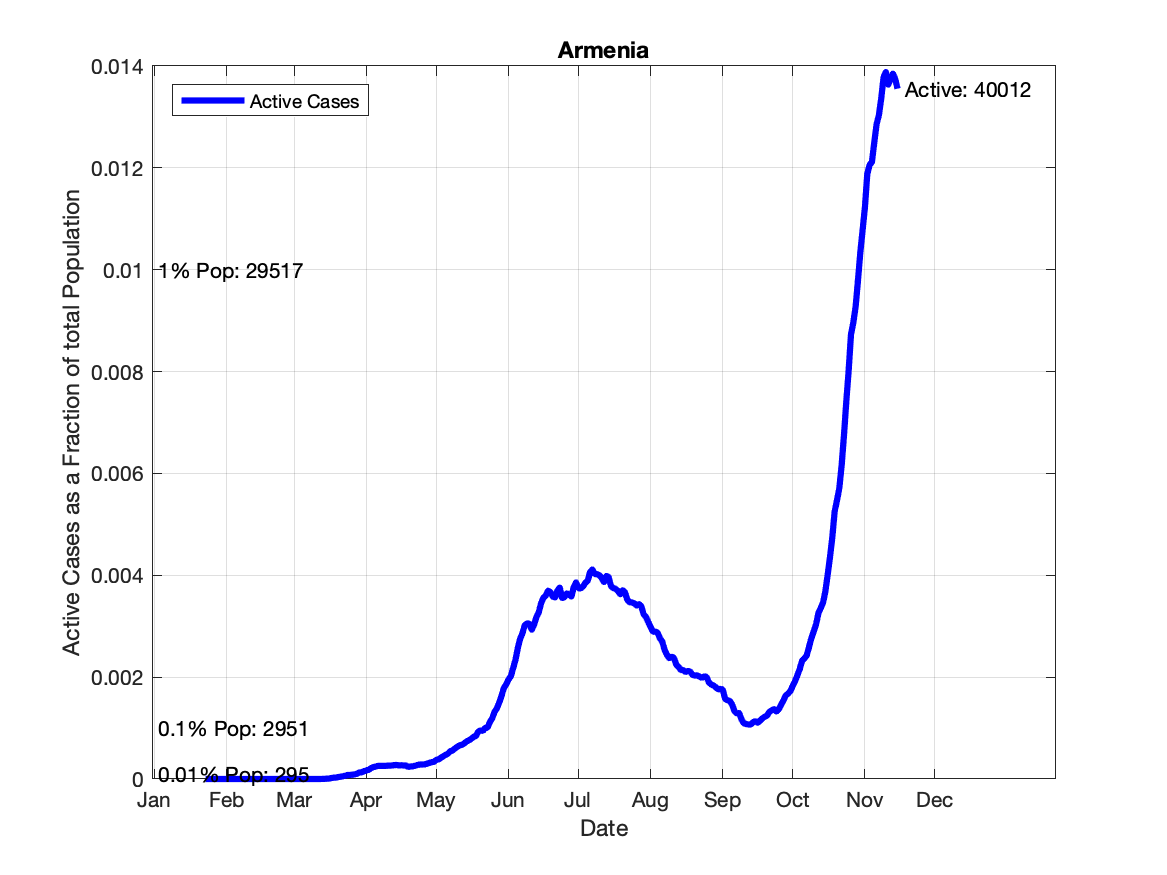 Armenia
0.014
Active Cases
Active: 40012
0.012
0.01
1% Pop: 29517
0.008
0.006
0.004
0.002
0.1% Pop: 2951
0
0.01% Pop: 295
Active Cases as a Fraction of total Population
Jan Feb Mar Apr May Jun Jul Aug Sep Oct Nov Dec
Date